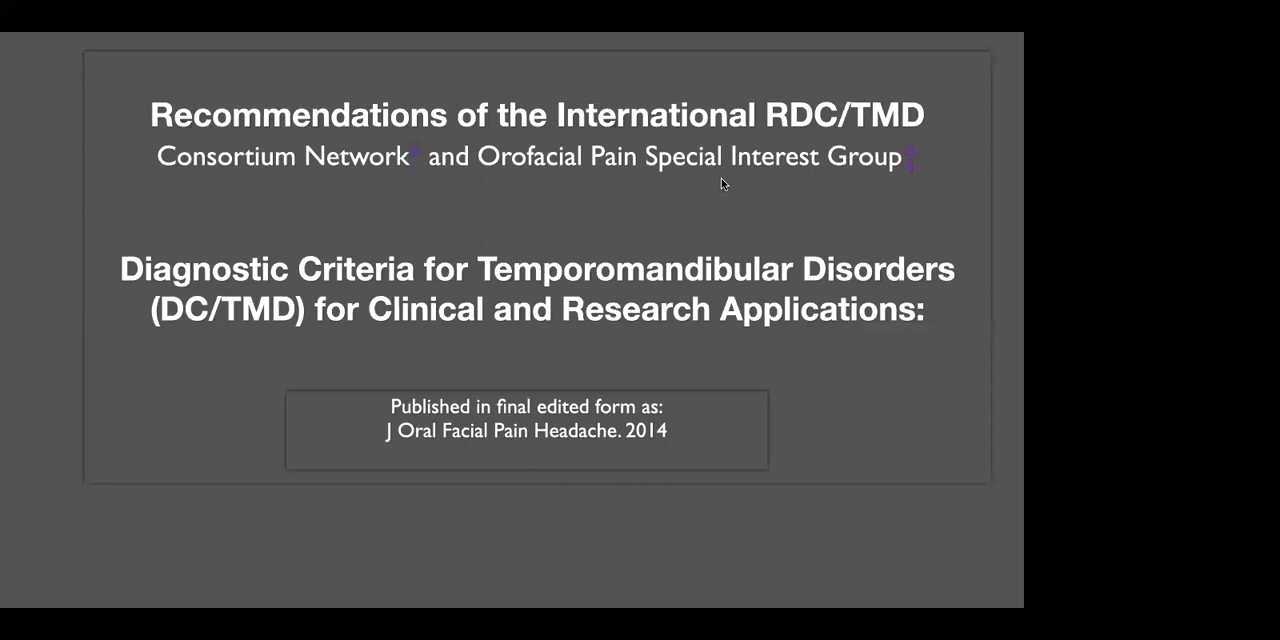 Recommendations of the International RDC/TMD
Consortium Network* and Orofacial Pain Special Interest Group‡
Diagnostic Criteria for Temporomandibular Disorders
(DC/TMD) for Clinical and Research Applications:
Published in final edited form as:
J Oral Facial Pain Headache. 2014